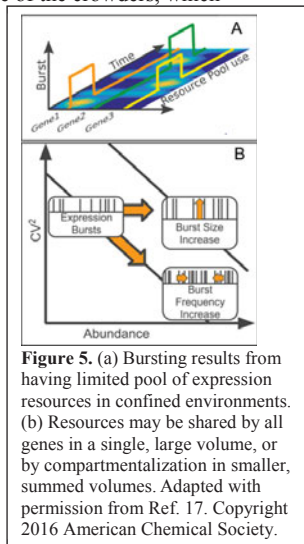 e of the crowders, which
A
Burst
Time
Gene1
Gene2
Gene3
Resource Pool use
B
CV2
Expression
Bursts
Burst Size
Increase
Burst
Frequency
Increase
Abundance
Figure 5. (a) Bursting results from
having limited pool of expression
resources in confined environments.
(b) Resources may be shared by all
genes in a single, large volume, or
by compartmentalization in smaller,
summed volumes. Adapted with
permission from Ref. 17. Copyright
2016 American Chemical Society.